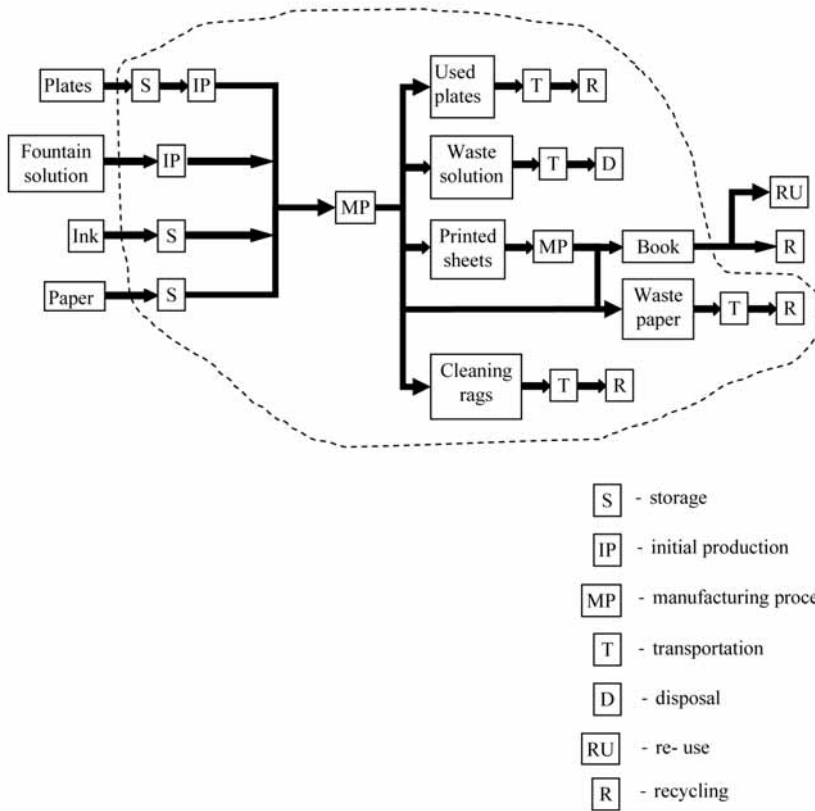 Plates
S
IP
Used
plates
T
R
Fountain
solution
IP
Waste
solution
T
D
MP
RU
Ink
S
Printed
sheets
MP
Book
R
Paper
S
Waste
paper
T
R
Cleaning
rags
T
R
S - storage
IP - initial production
MP - manufacturing proce
T - transportation
D - disposal
RU - re- use
R - recycling